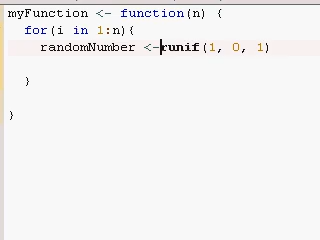 myFunction <- function(n) {
  for(i in 1:n){
    randomNumber <-runif(1, 0, 1)
  }
}